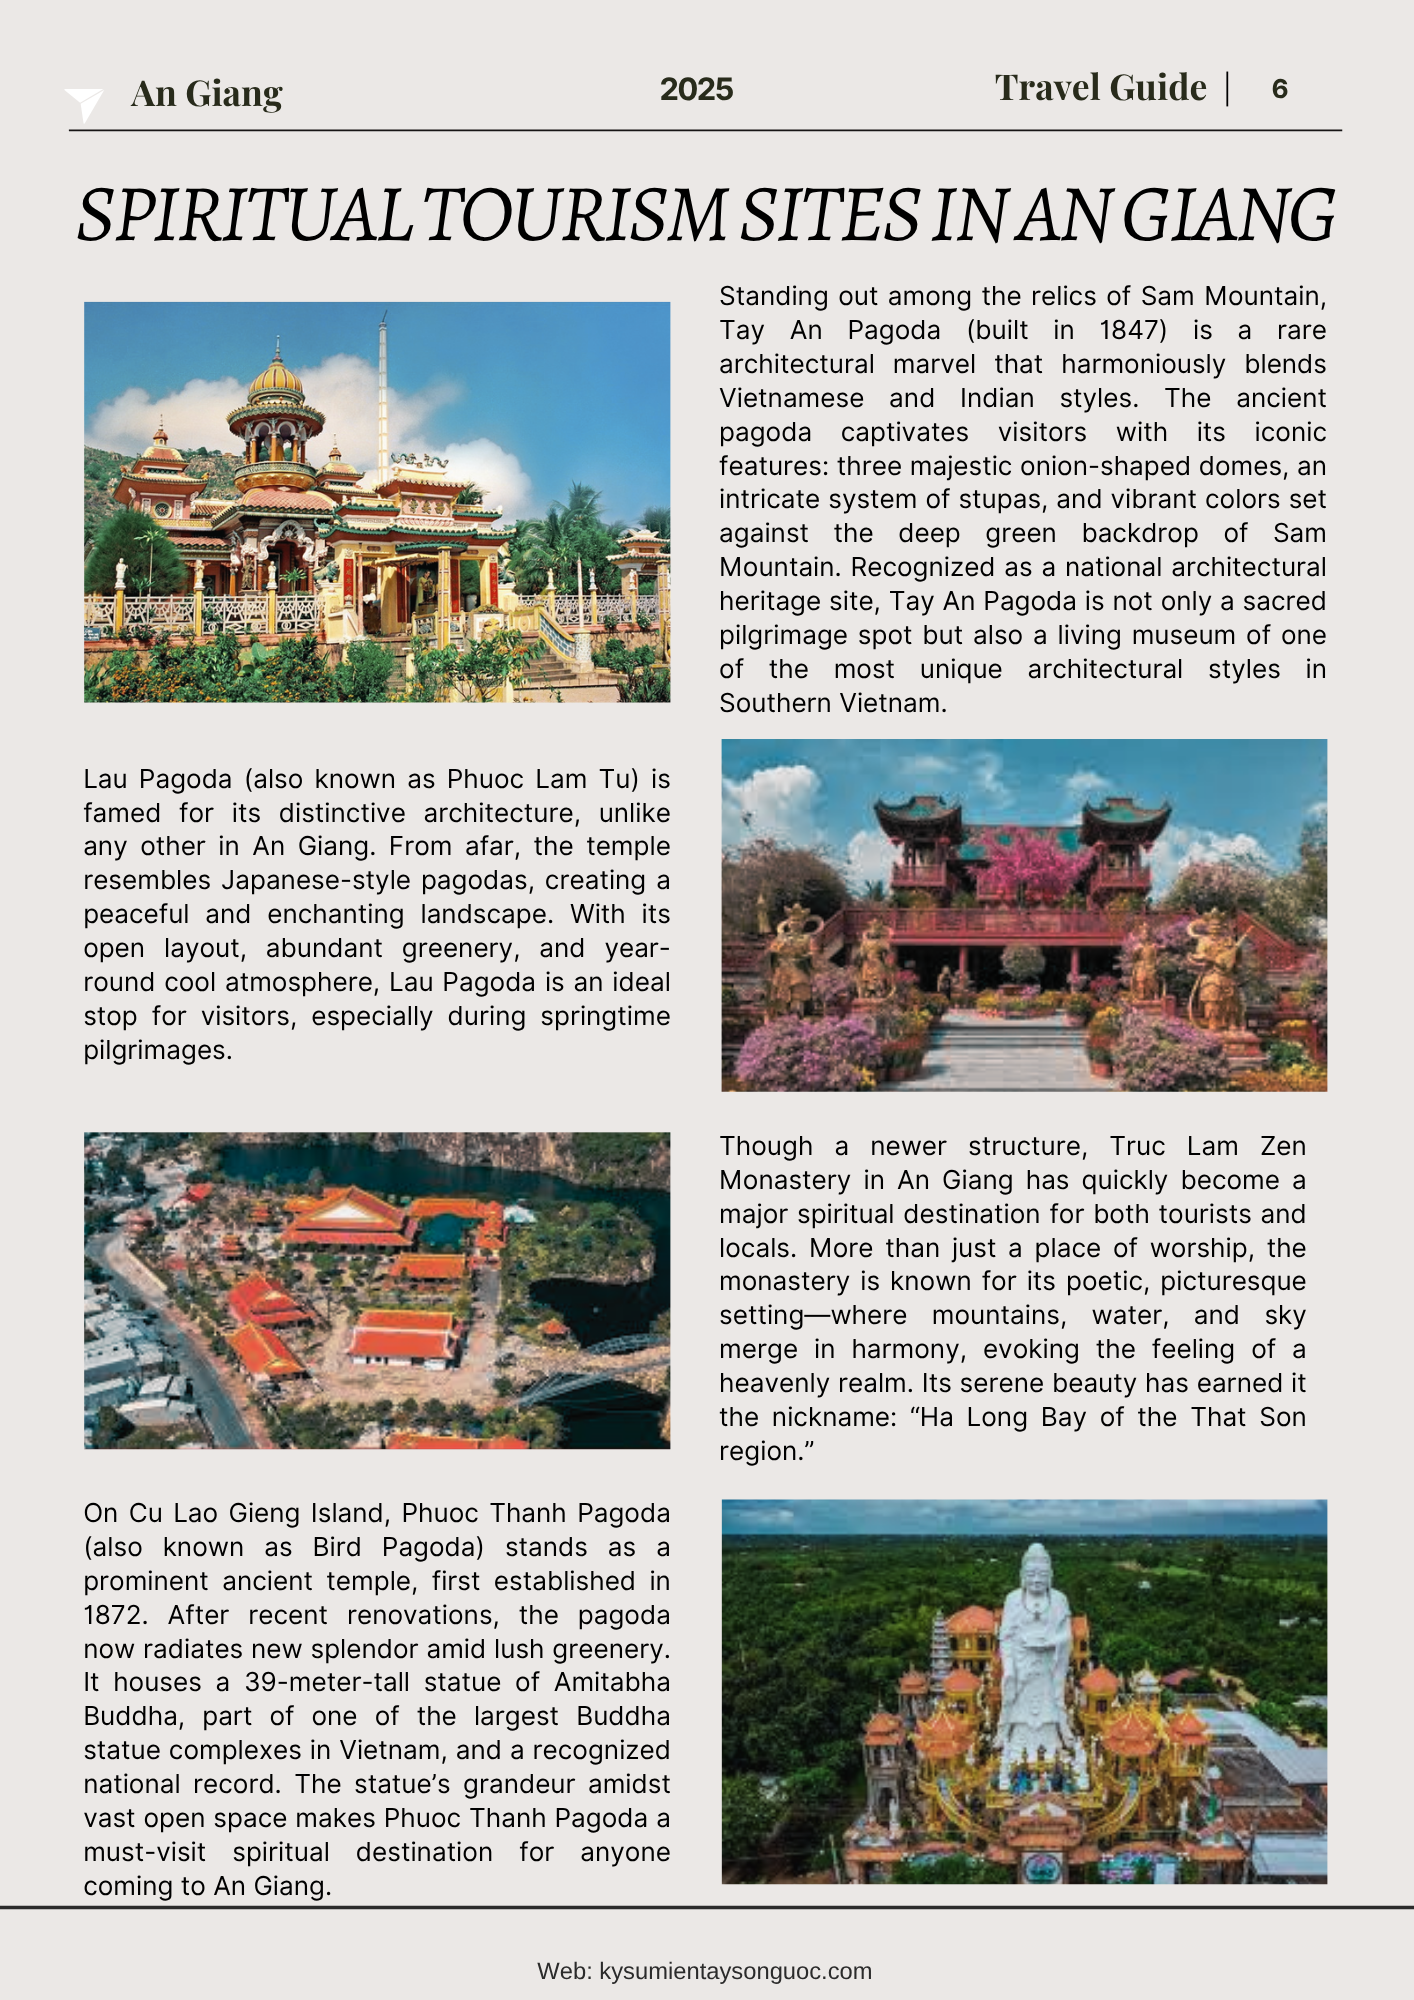 An Giang
2025
Travel Guide | 6
SPIRITUAL TOURISM SITES IN AN GIANG
Standing out among the relics of Sam Mountain,
Tay An Pagoda (built in 1847) is a rare
architectural marvel that harmoniously blends
Vietnamese and Indian styles. The ancient
pagoda captivates visitors with its iconic
features: three majestic onion-shaped domes, an
intricate system of stupas, and vibrant colors set
against the deep green backdrop of Sam
Mountain. Recognized as a national architectural
heritage site, Tay An Pagoda is not only a sacred
pilgrimage spot but also a living museum of one
of the most unique architectural styles in
Southern Vietnam.
Lau Pagoda (also known as Phuoc Lam Tu) is
famed for its distinctive architecture, unlike
any other in An Giang. From afar, the temple
resembles Japanese-style pagodas, creating a
peaceful and enchanting landscape. With its
open layout, abundant greenery, and year-
round cool atmosphere, Lau Pagoda is an ideal
stop for visitors, especially during springtime
pilgrimages.
Though a newer structure, Truc Lam Zen
Monastery in An Giang has quickly become a
major spiritual destination for both tourists and
locals. More than just a place of worship, the
monastery is known for its poetic, picturesque
setting—where mountains, water, and sky
merge in harmony, evoking the feeling of a
heavenly realm. Its serene beauty has earned it
the nickname: “Ha Long Bay of the That Son
region.”
On Cu Lao Gieng Island, Phuoc Thanh Pagoda
(also known as Bird Pagoda) stands as a
prominent ancient temple, first established in
1872. After recent renovations, the pagoda
now radiates new splendor amid lush greenery.
It houses a 39-meter-tall statue of Amitabha
Buddha, part of one of the largest Buddha
statue complexes in Vietnam, and a recognized
national record. The statue’s grandeur amidst
vast open space makes Phuoc Thanh Pagoda a
must-visit spiritual destination for anyone
coming to An Giang.
Web: kysumientaysonguoc.com